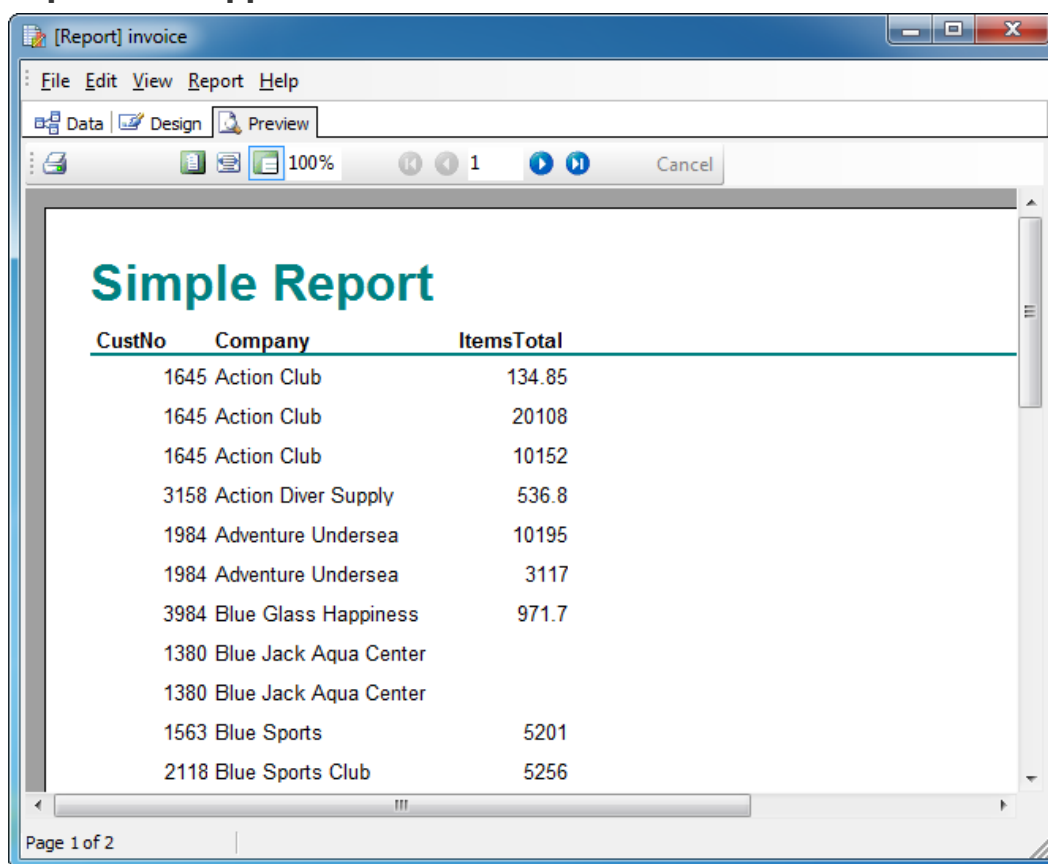 [Report] invoice
File Edit View Report Help
Data Design Preview
100% 1 Cancel
Simple Report
CustNo Company ItemsTotal
1645 Action Club 134.85
1645 Action Club 20108
1645 Action Club 10152
3158 Action Diver Supply 536.8
1984 Adventure Undersea 10195
1984 Adventure Undersea 3117
3984 Blue Glass Happiness 971.7
1380 Blue Jack Aqua Center
1380 Blue Jack Aqua Center
1563 Blue Sports 5201
2118 Blue Sports Club 5256
Page 1 of 2